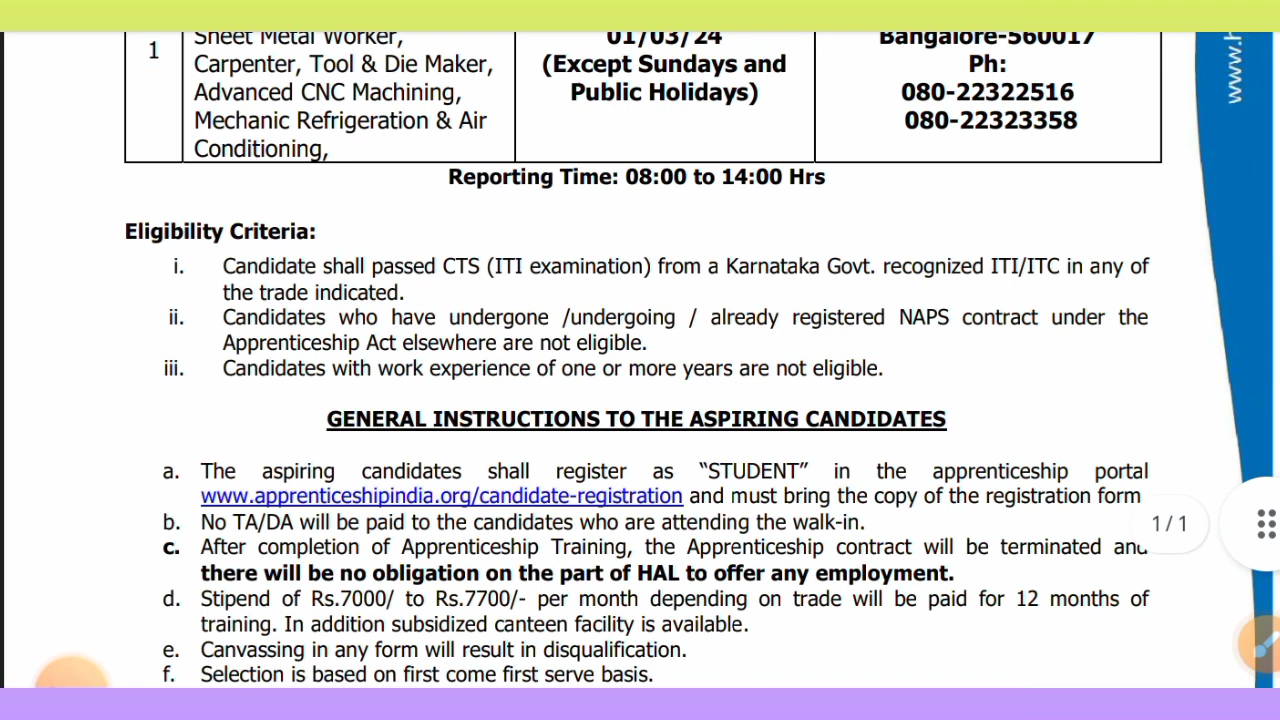 1
Sheet Metal Worker,
Carpenter, Tool & Die Maker,
Advanced CNC Machining,
Mechanic Refrigeration & Air
Conditioning,
01/03/24
(Except Sundays and
Public Holidays)
Bangalore-560017
Ph:
080-22322516
080-22323358
www.h
Reporting Time: 08:00 to 14:00 Hrs
Eligibility Criteria:
i. Candidate shall passed CTS (ITI examination) from a Karnataka Govt. recognized ITI/ITC in any of
the trade indicated.
ii. Candidates who have undergone /undergoing / already registered NAPS contract under the
Apprenticeship Act elsewhere are not eligible.
iii. Candidates with work experience of one or more years are not eligible.
GENERAL INSTRUCTIONS TO THE ASPIRING CANDIDATES
a. The aspiring candidates shall register as “STUDENT” in the apprenticeship portal
www.apprenticeshipindia.org/candidate-registration and must bring the copy of the registration form
b. No TA/DA will be paid to the candidates who are attending the walk-in.
1/1
c. After completion of Apprenticeship Training, the Apprenticeship contract will be terminated and
there will be no obligation on the part of HAL to offer any employment.
d. Stipend of Rs.7000/ to Rs.7700/- per month depending on trade will be paid for 12 months of
training. In addition subsidized canteen facility is available.
e. Canvassing in any form will result in disqualification.
f. Selection is based on first come first serve basis.